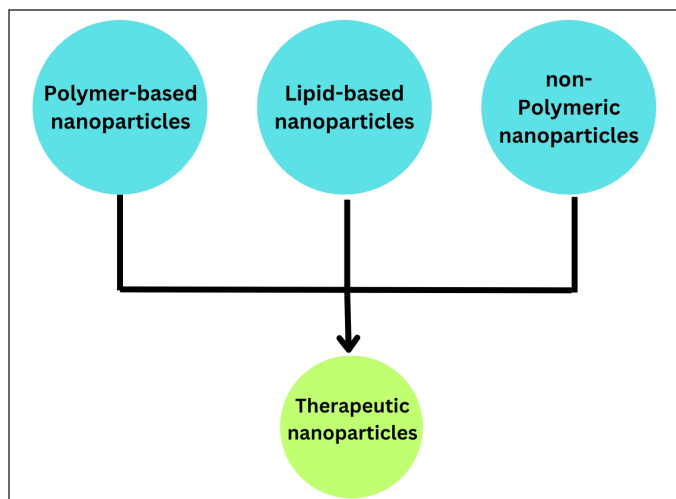 Polymer-based
nanoparticles
Lipid-based
nanoparticles
non-
Polymeric
nanoparticles
Therapeutic
nanoparticles